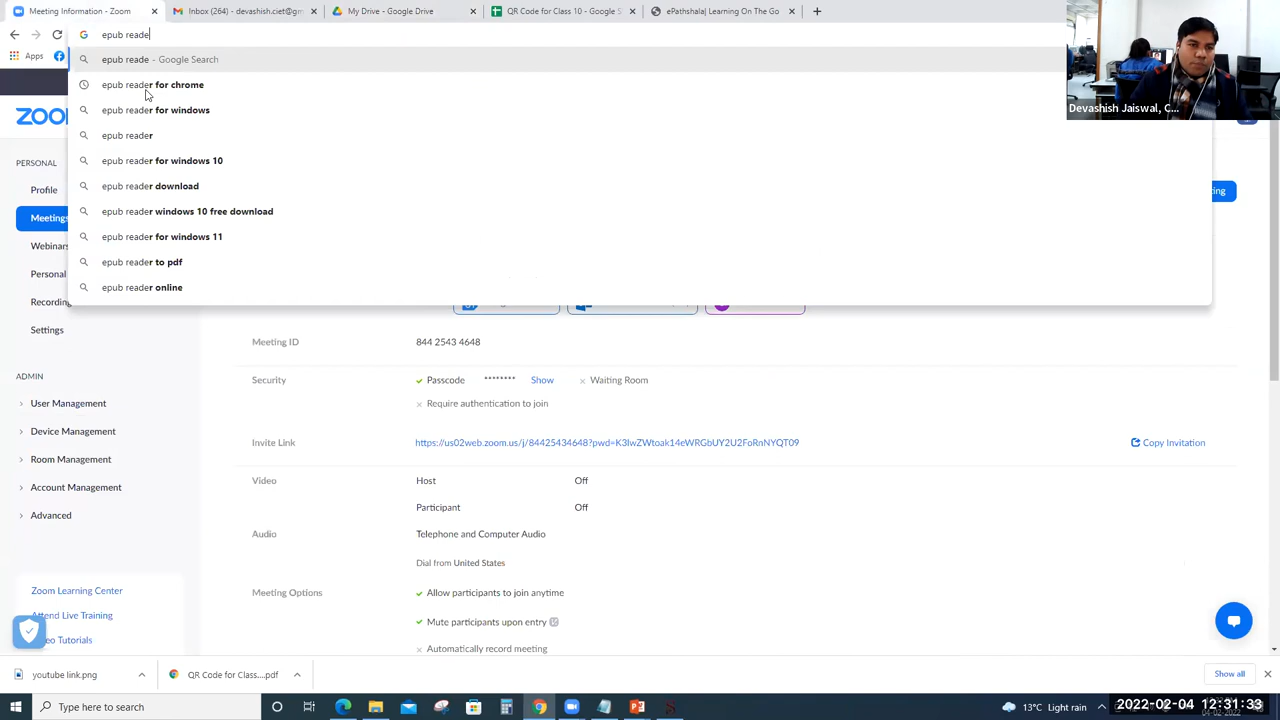 Meeting Information - Zoom
Inbox (264) - devashish.ciet@gm
My Drive - Google Drive
QR Code for Class 10 - Google S
ePathshala| Learning On The Go
epub reade
Apps
epub reade - Google Search
epub reader for chrome
epub reader for windows
epub reader
epub reader for windows 10
epub reader download
epub reader windows 10 free download
epub reader for windows 11
epub reader to pdf
epub reader online
Devashish Jaiswal, C...
ZOO
PERSONAL
Profile
Meetings
Webinars
Personal
Recording
Settings
ADMIN
User Management
Device Management
Room Management
Account Management
Advanced
Zoom Learning Center
Attend Live Training
eo Tutorials
ting
Meeting ID
844 2543 4648
Security
Passcode ******** Show Waiting Room
Require authentication to join
Invite Link
https://us02web.zoom.us/j/84425434648?pwd=K3IwZWtoak14eWRGbUY2U2FoRnNYQT09
Copy Invitation
Video
Host Off
Participant Off
Audio
Telephone and Computer Audio
Dial from United States
Meeting Options
Allow participants to join anytime
Mute participants upon entry
Automatically record meeting
youtube link.png
QR Code for Class....pdf
Show all
Type here to search
13°C Light rain
2022-02-04 12:31:33